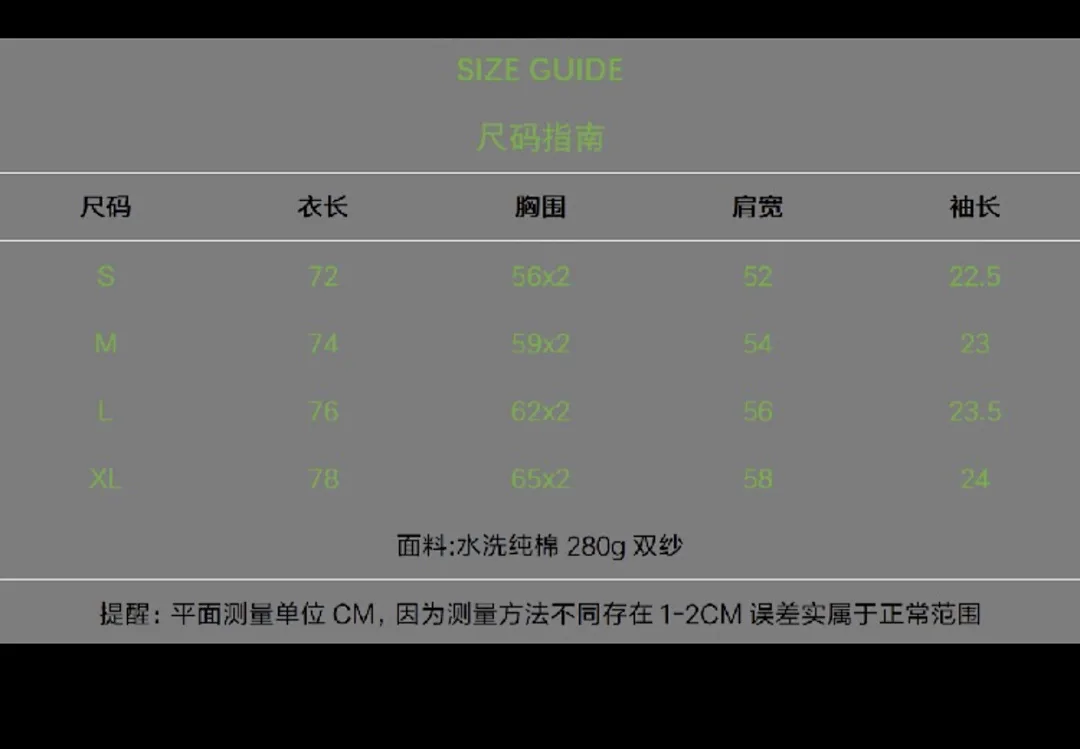 SIZE GUIDE
尺码指南
尺码 衣长 胸围 肩宽 袖长
S 72 56x2 52 22.5
M 74 59x2 54 23
L 76 62x2 56 23.5
XL 78 65x2 58 24
面料:水洗纯棉 280g 双纱
提醒：平面测量单位 CM，因为测量方法不同存在 1-2CM 误差实属于正常范围